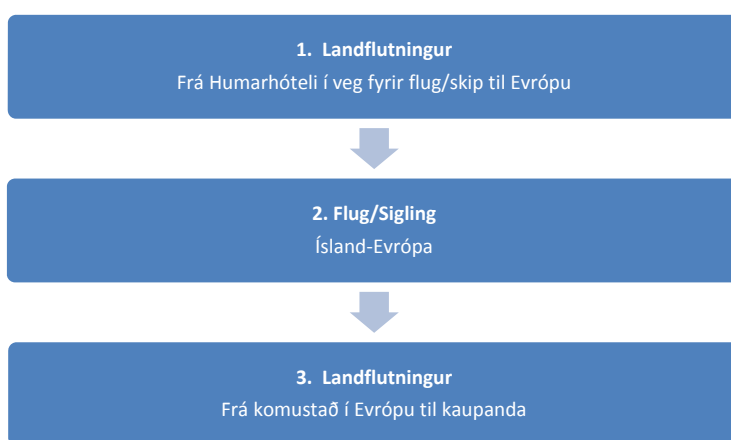 1. Landflutningur
Frá Humarhóteli í veg fyrir flug/skip til Evrópu
2. Flug/Sigling
Ísland-Evrópa
3. Landflutningur
Frá komustað í Evrópu til kaupanda